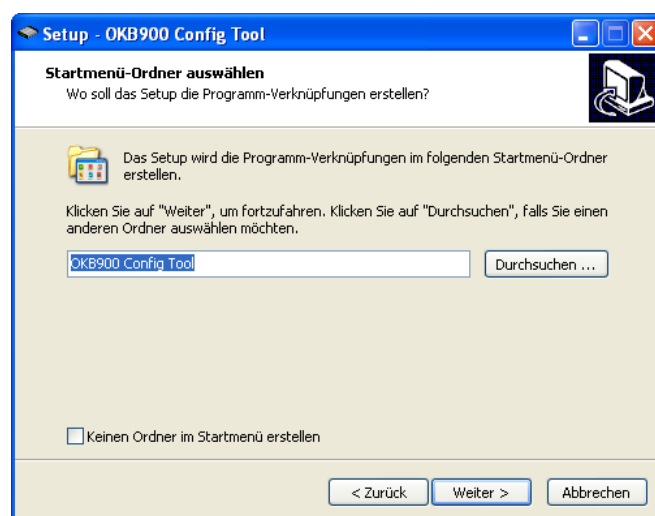 Setup - OKB900 Config Tool
Startmenü-Ordner auswählen
Wo soll das Setup die Programm-Verknüpfungen erstellen?
Das Setup wird die Programm-Verknüpfungen im folgenden Startmenü-Ordner
erstellen.
Klicken Sie auf "Weiter", um fortzufahren. Klicken Sie auf "Durchsuchen", falls Sie einen
anderen Ordner auswählen möchten.
OKB900 Config Tool
Durchsuchen ...
Keinen Ordner im Startmenü erstellen
< Zurück Weiter > Abbrechen